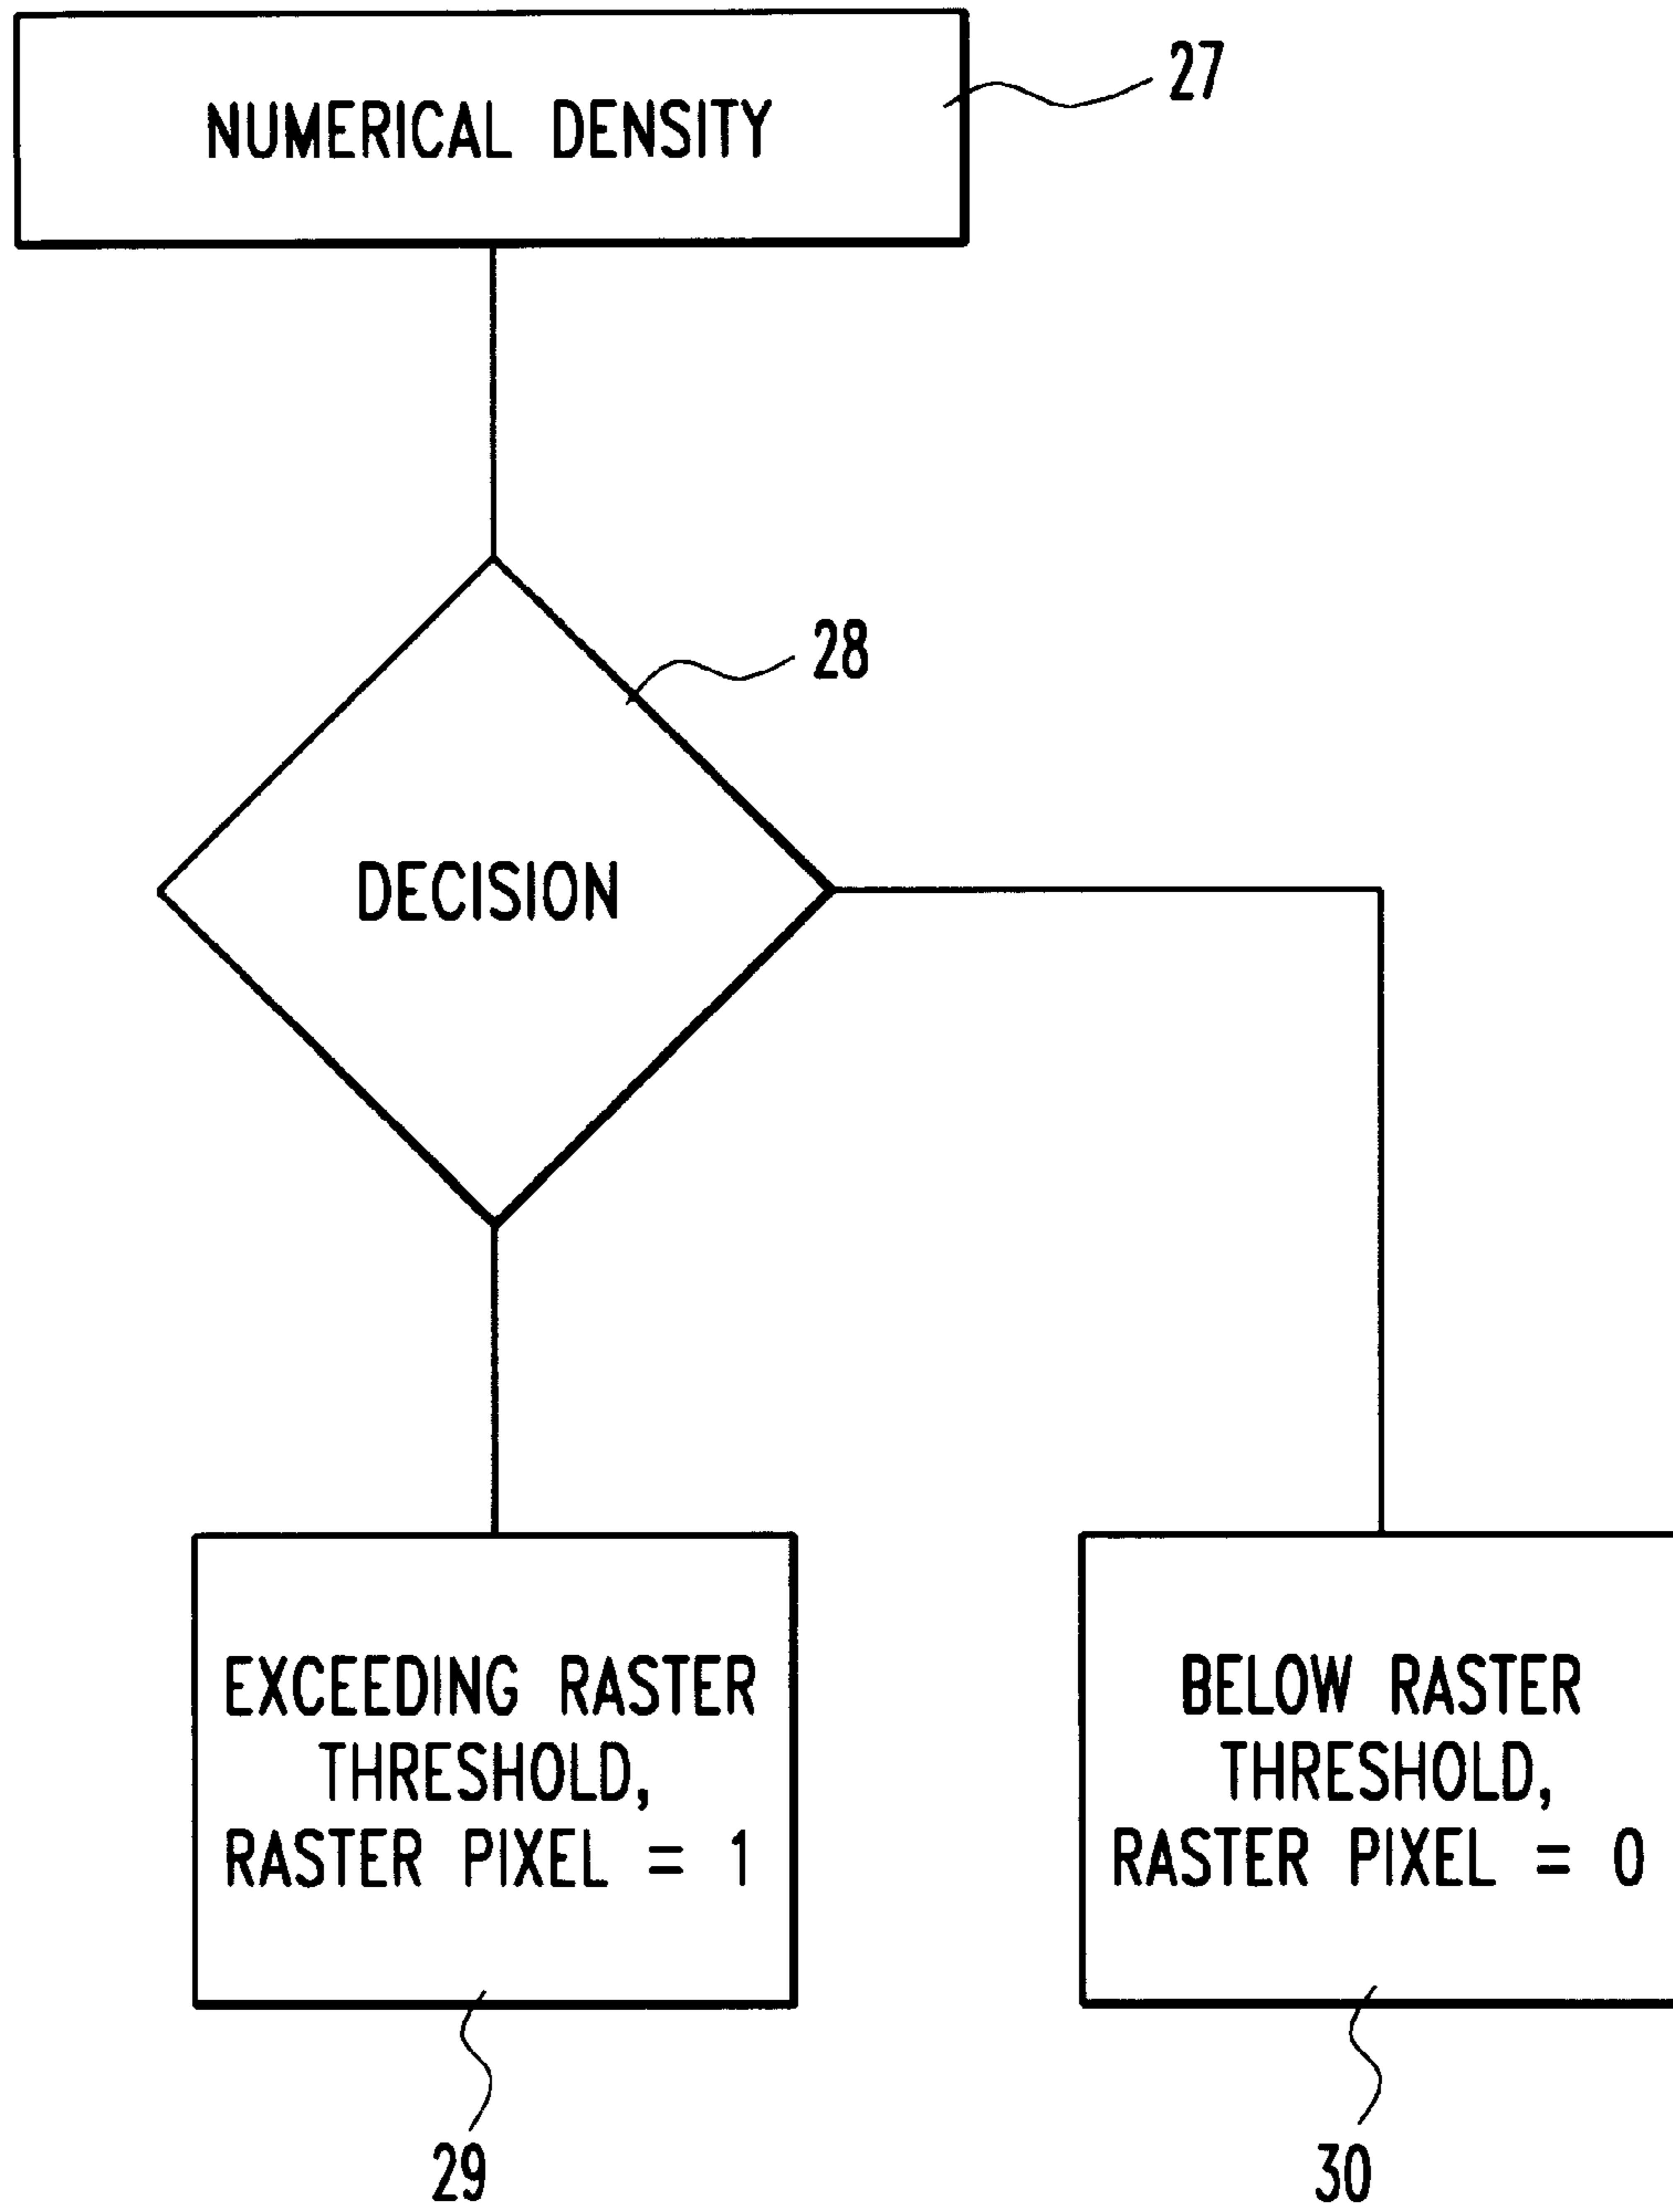 NUMERICAL DENSITY
27
28
DECISION
EXCEEDING RASTER
THRESHOLD,
RASTER PIXEL = 1
BELOW RASTER
THRESHOLD,
RASTER PIXEL = 0
29
30